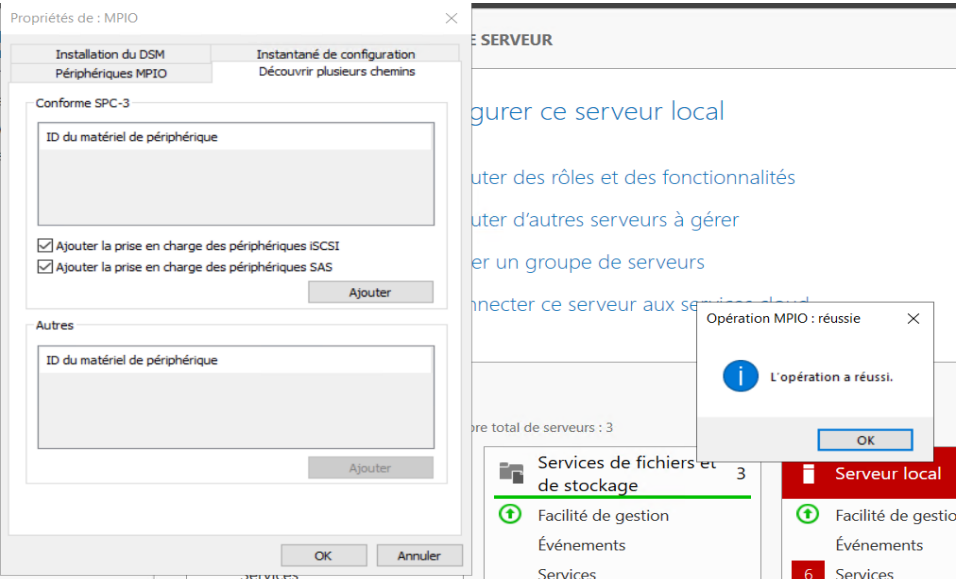 Propriétés de : MPIO
Installation du DSM
Instantané de configuration
Périphériques MPIO
Découvrir plusieurs chemins
Conforme SPC-3
ID du matériel de périphérique
Ajouter la prise en charge des périphériques iSCSI
Ajouter la prise en charge des périphériques SAS
Ajouter
Autres
ID du matériel de périphérique
Ajouter
OK
Annuler
E SERVEUR
gurer ce serveur local
uter des rôles et des fonctionnalités
uter d'autres serveurs à gérer
er un groupe de serveurs
nnecter ce serveur aux services cloud
Opération MPIO : réussie
L'opération a réussi.
OK
bre total de serveurs : 3
Services de fichiers et
de stockage
3
Facilité de gestion
Événements
Services
Serveur local
Facilité de gestio
Événements
6 Services
Services